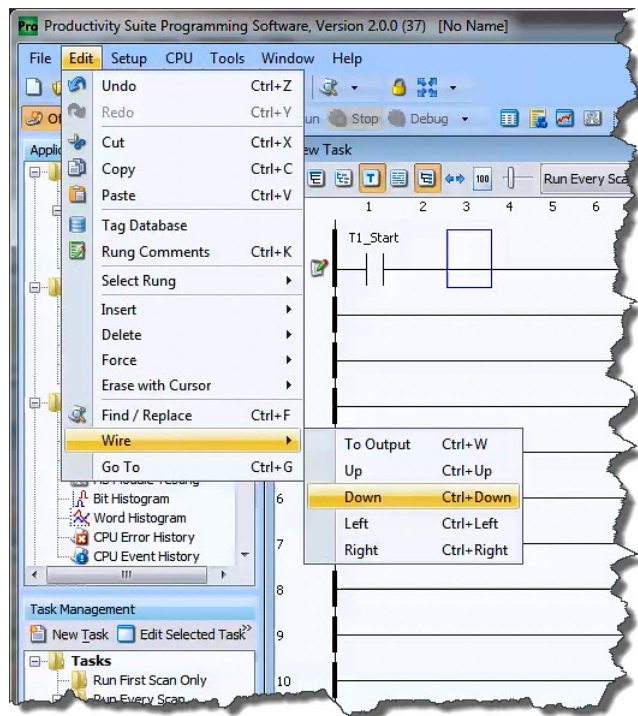 Pro Productivity Suite Programming Software, Version 2.0.0 (37) [No Name]
File Edit Setup CPU Tools Window Help
Undo Ctrl+Z
Redo Ctrl+Y
Stop Debug
Cut Ctrl+X
Copy Ctrl+C
Paste Ctrl+V
Tag Database
Rung Comments Ctrl+K
Select Rung
Insert
Delete
Force
Erase with Cursor
Find / Replace Ctrl+F
Wire
Go To Ctrl+G
Task
T 100 Run Every
1 2 3 4 5 6
T1_Start
To Output Ctrl+W
Up Ctrl+Up
Down Ctrl+Down
Left Ctrl+Left
Right Ctrl+Right
Bit Histogram
Word Histogram
CPU Error History
CPU Event History
6
7
8
9
10
Task Management
New Task Edit Selected Task
Tasks
Run First Scan Only
Run Every Scan